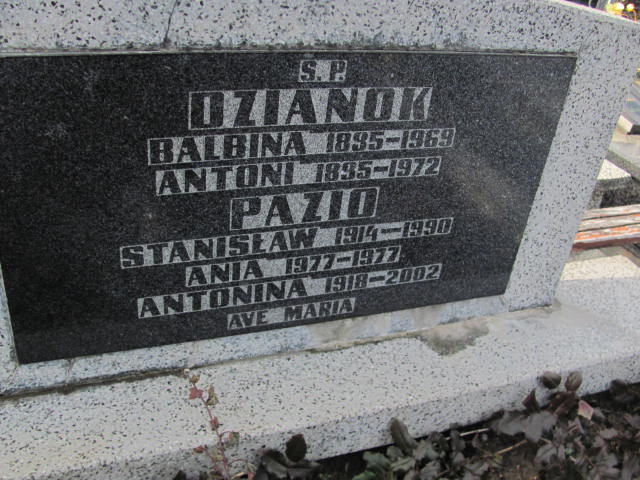 S. P.
DZIANOK
BALBINA 1895-1969
ANTONI 1895-1972
PAZIO
STANISŁAW 1914-1990
ANIA 1977-1977
ANTONINA 1918-2002
AVE MARIA